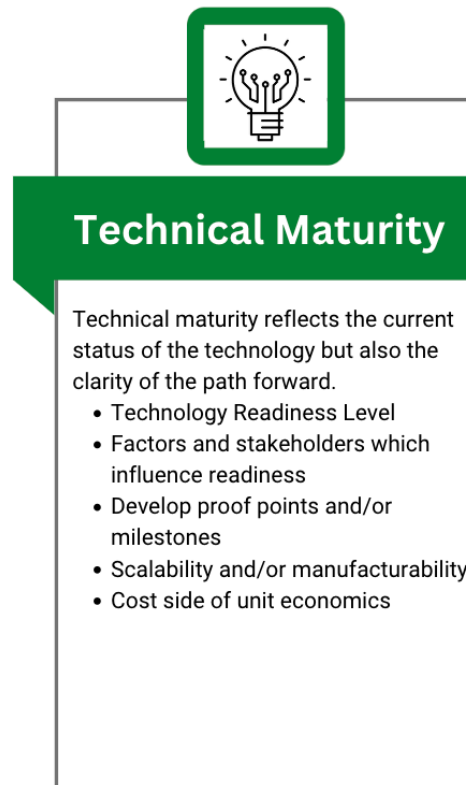 Technical Maturity
Technical maturity reflects the current
status of the technology but also the
clarity of the path forward.
• Technology Readiness Level
• Factors and stakeholders which
influence readiness
• Develop proof points and/or
milestones
• Scalability and/or manufacturability
• Cost side of unit economics